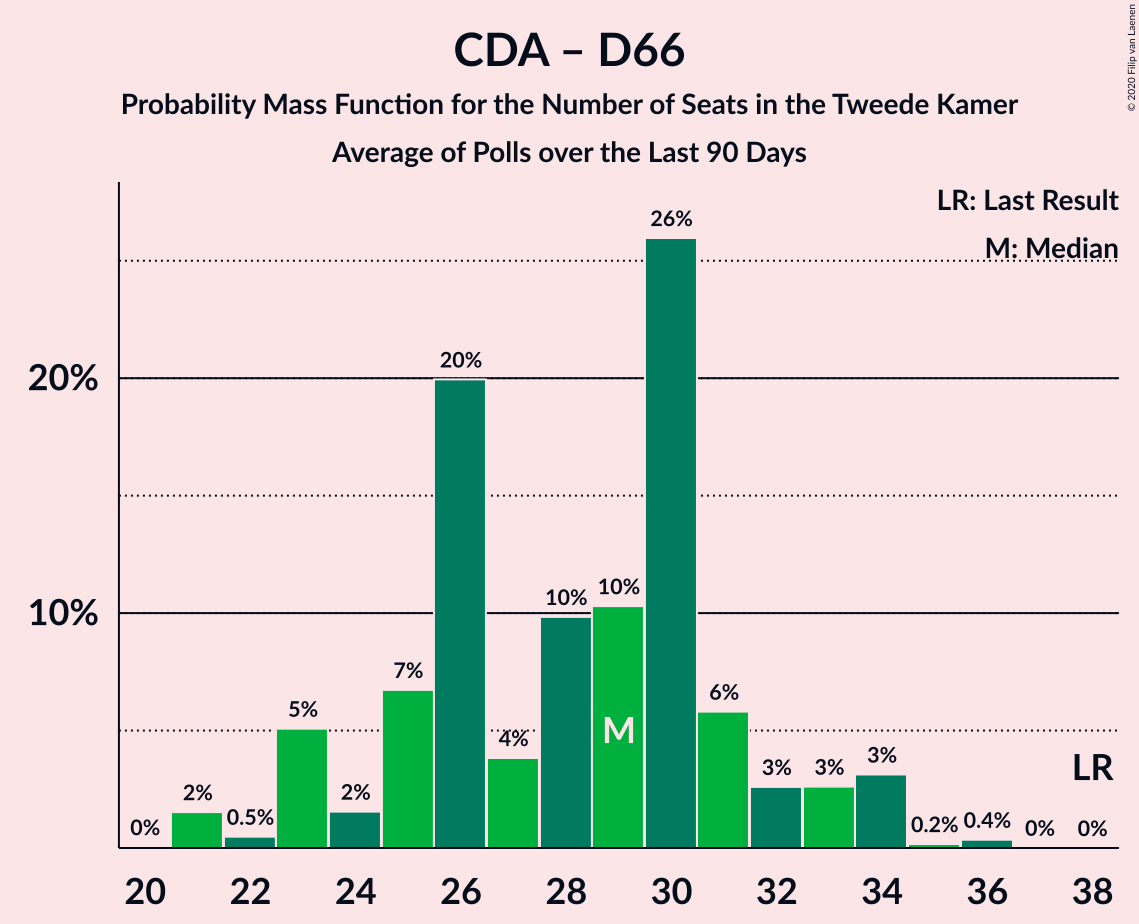 CDA – D66
Probability Mass Function for the Number of Seats in the Tweede Kamer
Average of Polls over the Last 90 Days
© 2020 Filip van Laenen
LR: Last Result
M: Median
26%
20%
20%
10%
10%
10%
7%
6%
5%
M
4%
3%
3%
3%
LR
2%
2%
0.5%
0.2%
0.4%
0%
0%
0%
20 22 24 26 28 30 32 34 36 38